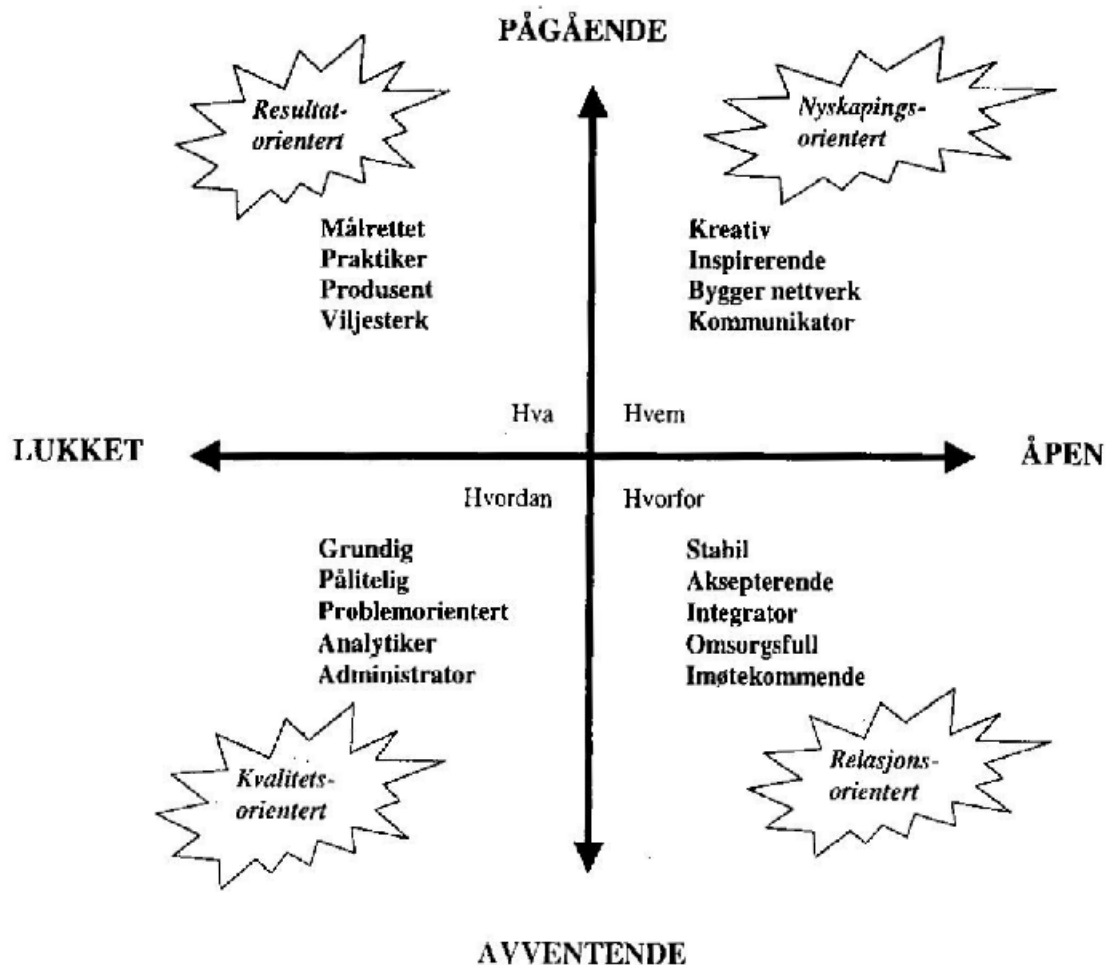 PÅGÅENDE
Resultat-
orientert
Nyskapings-
orientert
Målrettet
Praktiker
Produsent
Viljesterk
Kreativ
Inspirerende
Bygger nettverk
Kommunikator
Hva
Hvem
LUKKET
ÅPEN
Hvordan
Hvorfor
Grundig
Pålitelig
Problemorientert
Analytiker
Administrator
Stabil
Aksepterende
Integrator
Omsorgsfull
Imøtekommende
Kvalitets-
orientert
Relasjons-
orientert
AVVENTENDE